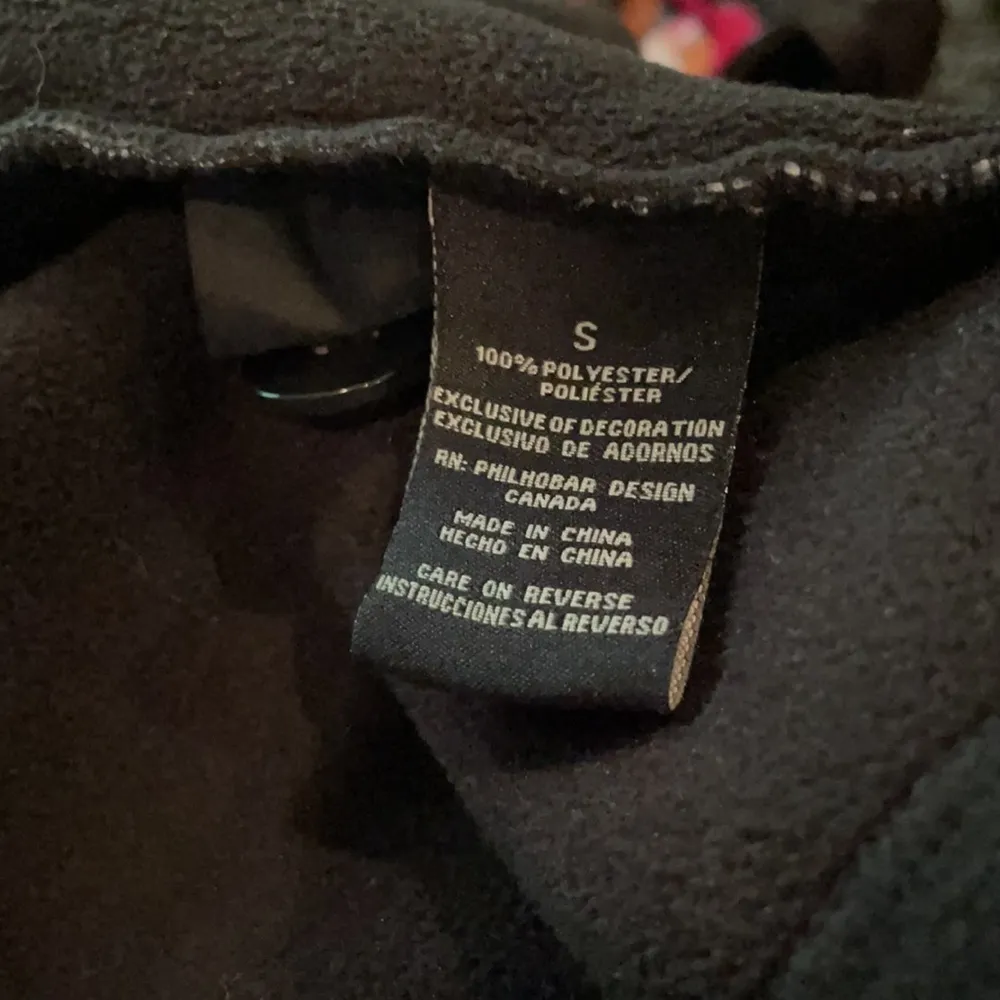 S
100% POLYESTER/
POLIÉSTER
EXCLUSIVE OF DECORATION
EXCLUSIVO DE ADORNOS
RN: PHILHOBAR DESIGN
CANADA
MADE IN CHINA
HECHO EN CHINA
CARE ON REVERSE
INSTRUCCIONES AL REVERSO